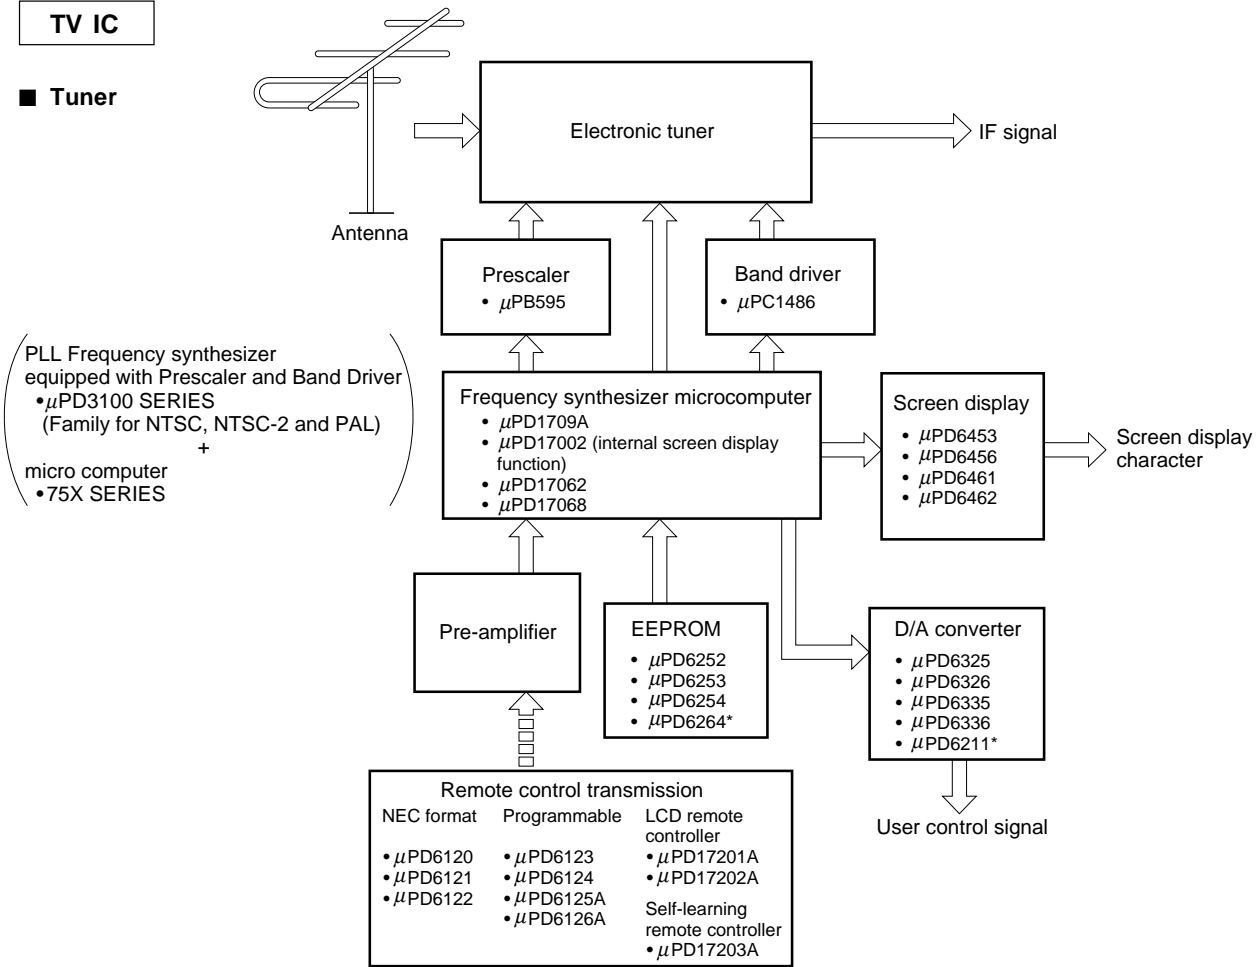 TV IC
■ Tuner
Antenna
Electronic tuner
IF signal
Prescaler
• μPB595
Band driver
• μPC1486
PLL Frequency synthesizer
equipped with Prescaler and Band Driver
•μPD3100 SERIES
(Family for NTSC, NTSC-2 and PAL)
+
micro computer
•75X SERIES
Frequency synthesizer microcomputer
• μPD1709A
• μPD17002 (internal screen display
function)
• μPD17062
• μPD17068
Screen display
• μPD6453
• μPD6456
• μPD6461
• μPD6462
Screen display
character
Pre-amplifier
EEPROM
• μPD6252
• μPD6253
• μPD6254
• μPD6264*
D/A converter
• μPD6325
• μPD6326
• μPD6335
• μPD6336
• μPD6211*
User control signal
Remote control transmission
NEC format
• μPD6120
• μPD6121
• μPD6122
Programmable
• μPD6123
• μPD6124
• μPD6125A
• μPD6126A
LCD remote
controller
• μPD17201A
• μPD17202A
Self-learning
remote controller
• μPD17203A